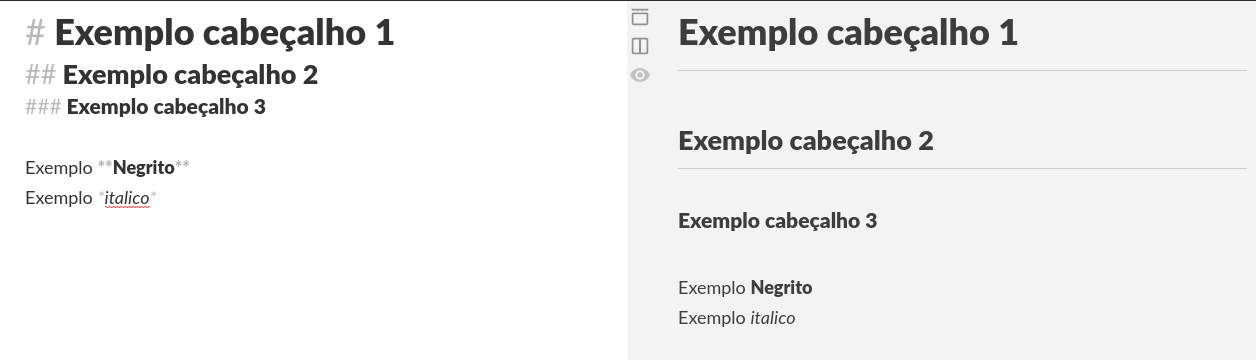 # Exemplo cabeçalho 1
## Exemplo cabeçalho 2
### Exemplo cabeçalho 3
Exemplo **Negrito**
Exemplo *italico*
Exemplo cabeçalho 1
Exemplo cabeçalho 2
Exemplo cabeçalho 3
Exemplo Negrito
Exemplo italico